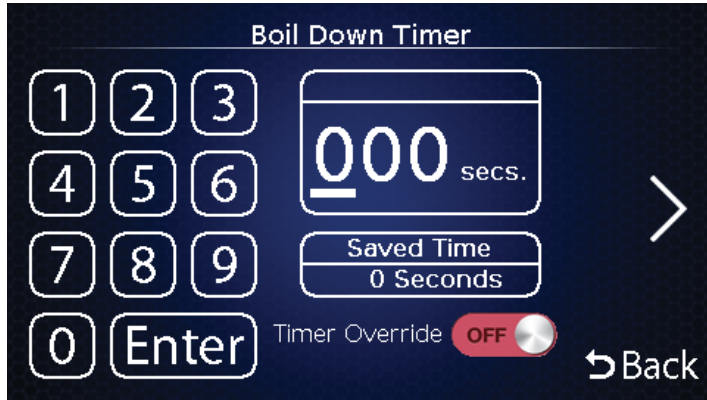 Boil Down Timer
1 2 3
000 secs.
4 5 6
7 8 9
Saved Time
0 Seconds
0 Enter
Timer Override OFF
Back